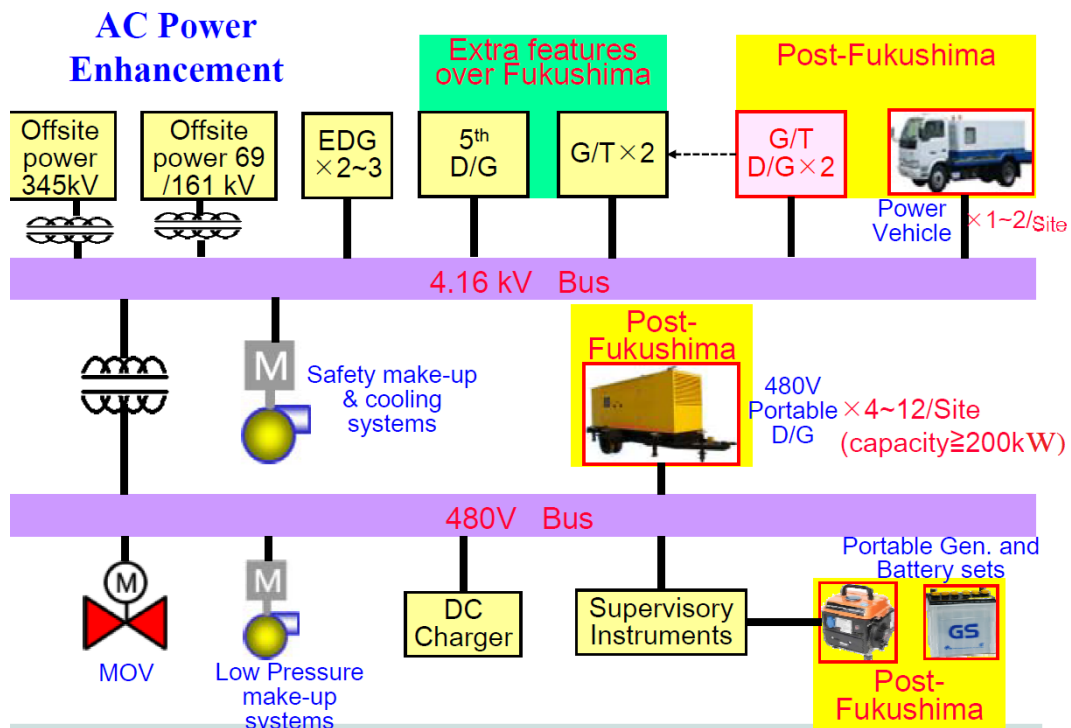 AC Power
Enhancement
Extra features
over Fukushima
Post-Fukushima
Offsite
power
345kV
Offsite
power 69
/161 kV
EDG
×2~3
5th
D/G
G/T×2
G/T
D/G×2
Power
Vehicle
×1~2/Site
4.16 kV Bus
M
Safety make-up
& cooling
systems
Post-
Fukushima
480V
Portable
D/G
×4~12/Site
(capacity≧200kW)
480V Bus
M
MOV
M
Low Pressure
make-up
systems
DC
Charger
Supervisory
Instruments
Portable Gen. and
Battery sets
GS
Post-
Fukushima